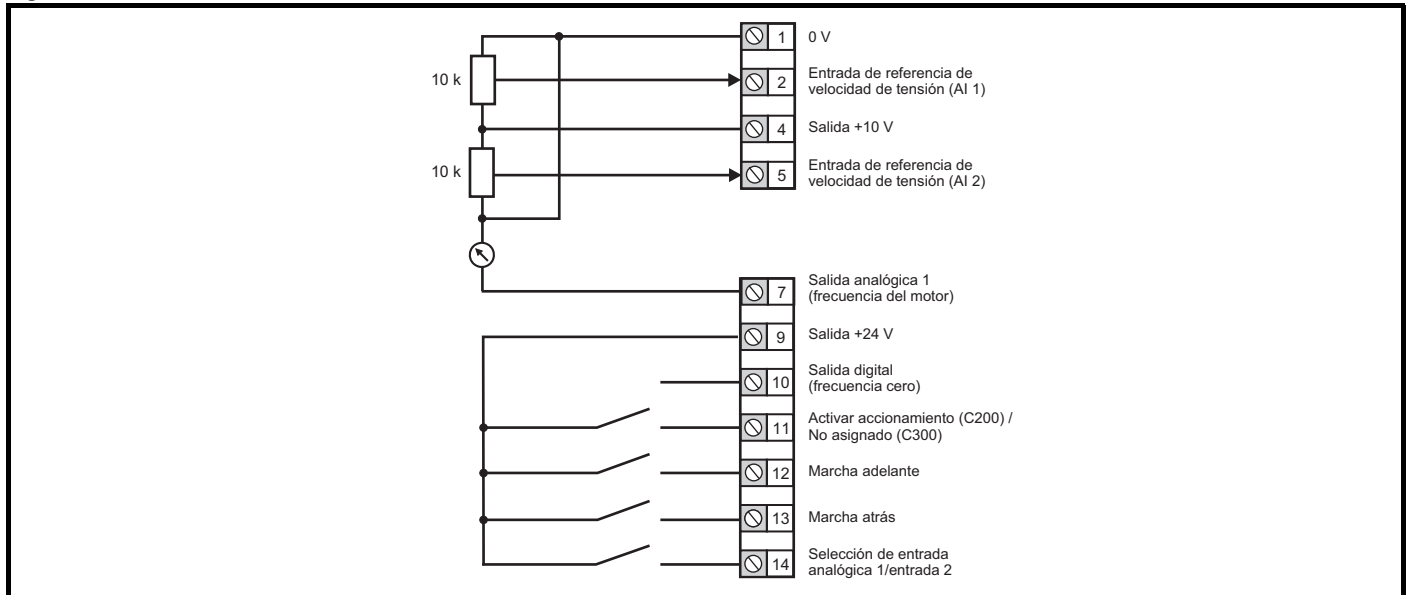 1 0 V
10 k
2 Entrada de referencia de
velocidad de tensión (AI 1)
4 Salida +10 V
10 k
5 Entrada de referencia de
velocidad de tensión (AI 2)
7 Salida analógica 1
(frecuencia del motor)
9 Salida +24 V
10 Salida digital
(frecuencia cero)
11 Activar accionamiento (C200) /
No asignado (C300)
12 Marcha adelante
13 Marcha atrás
14 Selección de entrada
analógica 1/entrada 2